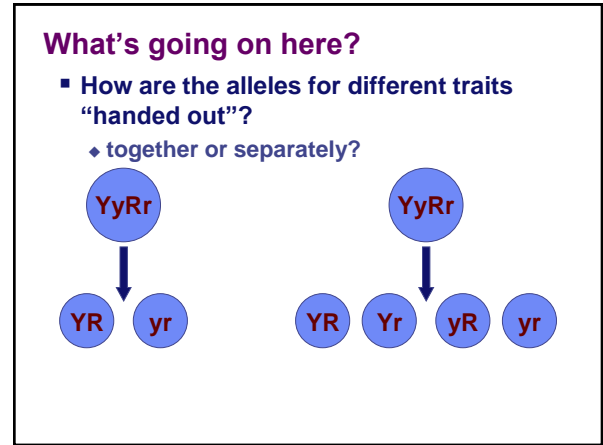 What's going on here?
▪ How are the alleles for different traits
"handed out"?
◆ together or separately?
YyRr YyRr
YR yr YR Yr yR yr